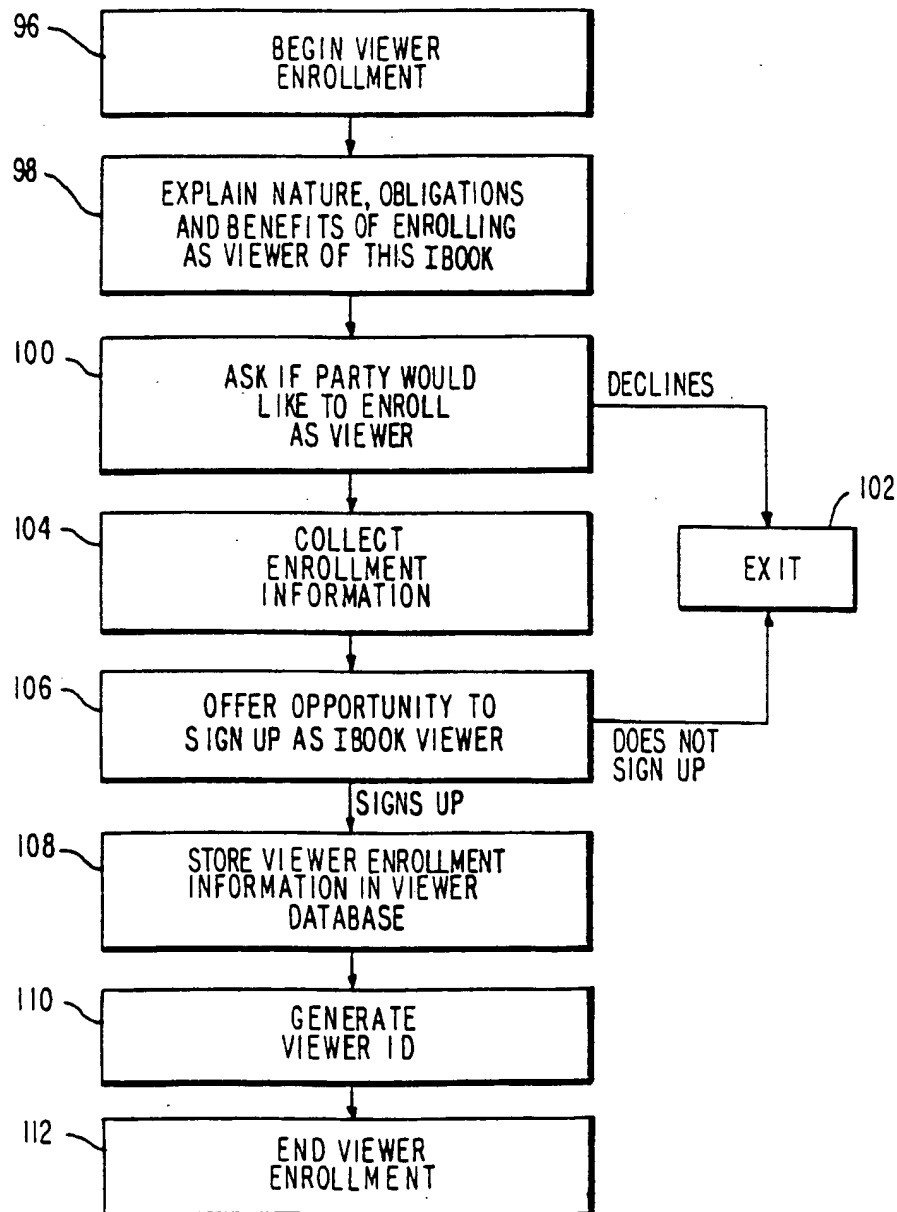 96
BEGIN VIEWER
ENROLLMENT
98
EXPLAIN NATURE, OBLIGATIONS
AND BENEFITS OF ENROLLING
AS VIEWER OF THIS IBOOK
100
ASK IF PARTY WOULD
LIKE TO ENROLL
AS VIEWER
DECLINES
102
EXIT
104
COLLECT
ENROLLMENT
INFORMATION
106
OFFER OPPORTUNITY TO
SIGN UP AS IBOOK VIEWER
DOES NOT
SIGN UP
SIGNS UP
108
STORE VIEWER ENROLLMENT
INFORMATION IN VIEWER
DATABASE
110
GENERATE
VIEWER ID
112
END VIEWER
ENROLLMENT